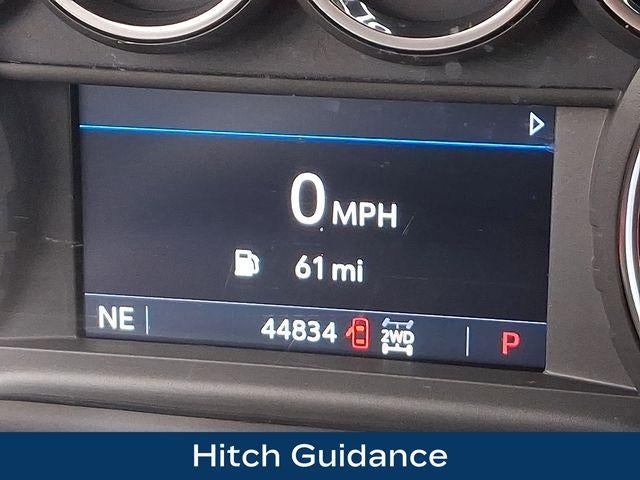 0 MPH
61 mi
NE 44834 2WD P
Hitch Guidance